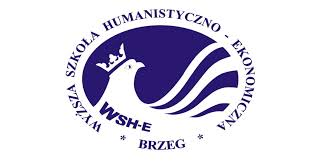 WYŻSZA SZKOŁA HUMANISTYCZNO - EKONOMICZNA
WSH-E
* BRZEG *